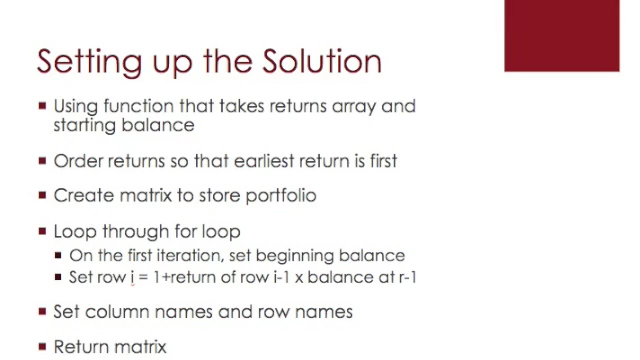 Setting up the Solution
Using function that takes returns array and
starting balance
Order returns so that earliest return is first
Create matrix to store portfolio
Loop through for loop
On the first iteration, set beginning balance
Set row i = 1+return of row i-1 x balance at r-1
Set column names and row names
Return matrix